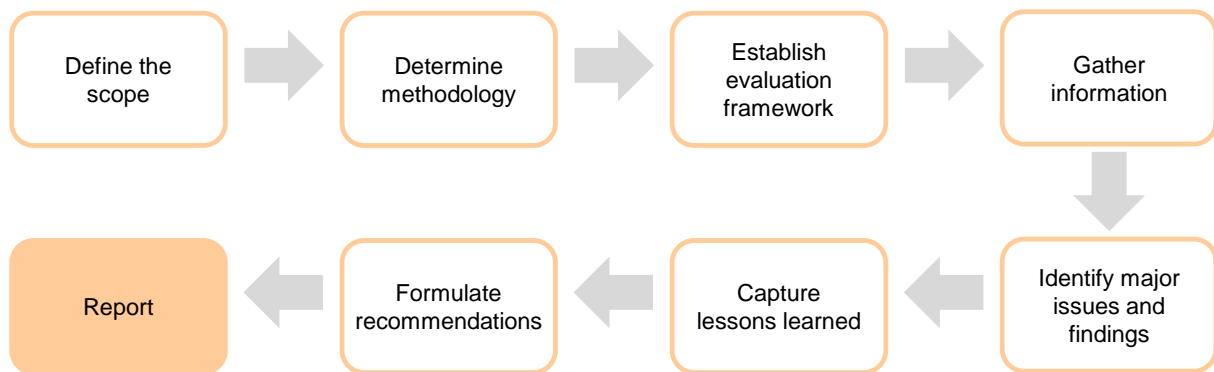 Define the
scope
Determine
methodology
Establish
evaluation
framework
Gather
information
Identify major
issues and
findings
Capture
lessons learned
Formulate
recommendations
Report